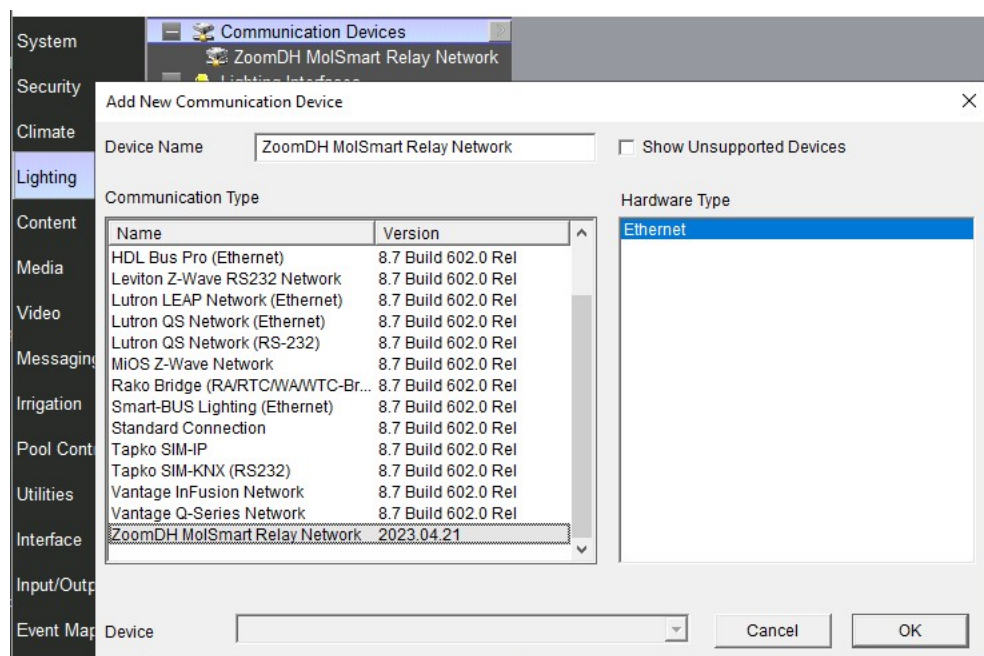 System
Security
Climate
Lighting
Content
Media
Video
Messaging
Irrigation
Pool Cont
Utilities
Interface
Input/Outp
Event Map
Communication Devices
ZoomDH MolSmart Relay Network
Lighting Interfaces
Add New Communication Device
Device Name ZoomDH MolSmart Relay Network Show Unsupported Devices
Communication Type
Name Version
HDL Bus Pro (Ethernet) 8.7 Build 602.0 Rel
Leviton Z-Wave RS232 Network 8.7 Build 602.0 Rel
Lutron LEAP Network (Ethernet) 8.7 Build 602.0 Rel
Lutron QS Network (Ethernet) 8.7 Build 602.0 Rel
Lutron QS Network (RS-232) 8.7 Build 602.0 Rel
MiOS Z-Wave Network 8.7 Build 602.0 Rel
Rako Bridge (RA/RTC/WA/WTC-Br... 8.7 Build 602.0 Rel
Smart-BUS Lighting (Ethernet) 8.7 Build 602.0 Rel
Standard Connection 8.7 Build 602.0 Rel
Tapko SIM-IP 8.7 Build 602.0 Rel
Tapko SIM-KNX (RS232) 8.7 Build 602.0 Rel
Vantage InFusion Network 8.7 Build 602.0 Rel
Vantage Q-Series Network 8.7 Build 602.0 Rel
ZoomDH MolSmart Relay Network 2023.04.21
Hardware Type
Ethernet
Device
Cancel OK